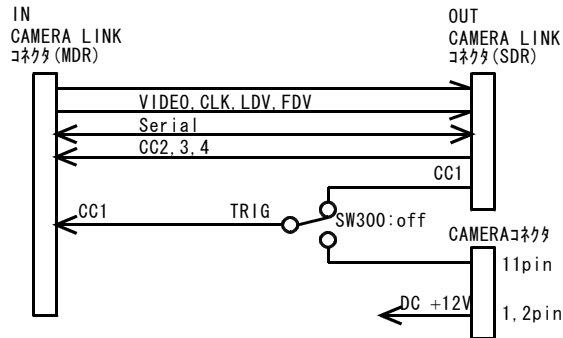 IN
CAMERA LINK
コネクタ(MDR)
OUT
CAMERA LINK
コネクタ(SDR)
VIDEO,CLK,LDV,FDV
Serial
CC2,3,4
CC1
CC1
TRIG
SW300:off
CAMERAコネクタ
11pin
DC +12V
1,2pin